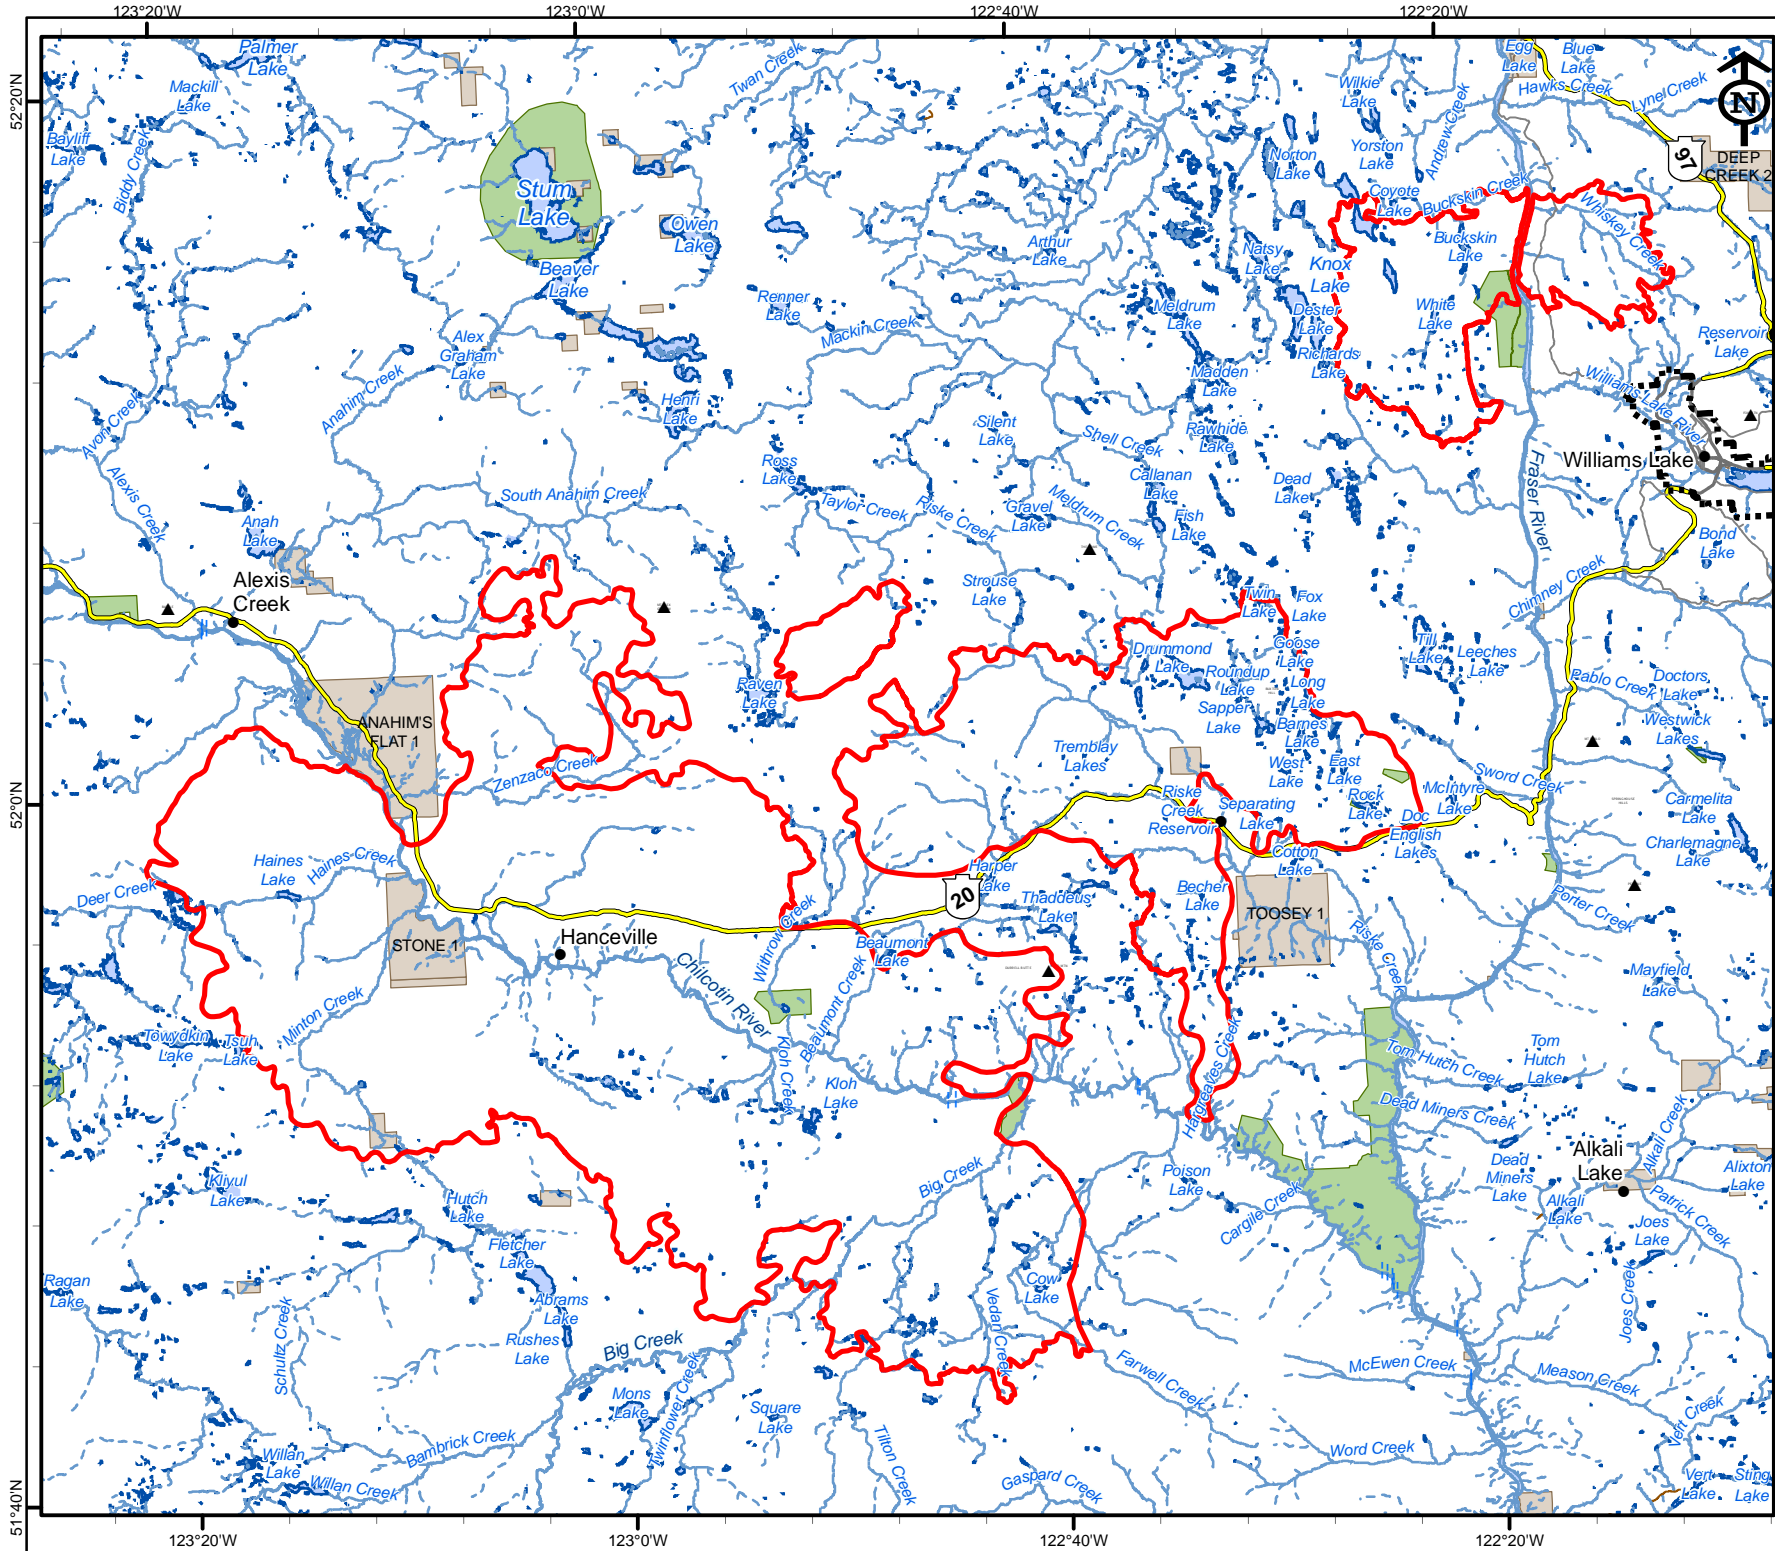 123°20'W
123°0'W
122°40'W
122°20'W
52°20'N
52°0'N
51°40'N
Palmer
Lake
Mackill
Lake
Bayliff
Lake
Biddy Creek
Twan Creek
Stum
Lake
Owen
Lake
Beaver
Lake
Renner
Lake
Arthur
Lake
Mackin Creek
Alex
Graham
Lake
Anahim Creek
Henri
Lake
Avon Creek
Alexis Creek
Egg
Lake
Blue
Lake
Hawks Creek
Lyne Creek
Wilkie
Lake
Andrew Creek
Yorston
Lake
Norton
Lake
Coyote
Lake
Buckskin Creek
Whiskey Creek
Buckskin
Lake
Natsy
Lake
Knox
Lake
Meldrum
Lake
Dester
Lake
White
Lake
Richards
Lake
Madden
Lake
N
97
DEEP
CREEK 2
Reservoir
Lake
Williams Lake River
Williams Lake
Fraser River
Bond
Lake
Silent
Lake
Shell Creek
Rawhide
Lake
Callanan
Lake
Dead
Lake
Ross
Lake
South Anahim Creek
Taylor Creek
Riske Creek
Gravel
Lake
Meldrum Creek
Fish
Lake
Anah
Lake
Alexis
Creek
Strouse
Lake
Twin
Lake
Fox
Lake
Chimney Creek
Drummond
Lake
Goose
Lake
Till
Lake
Leeches
Lake
Roundup
Lake
Long
Lake
Pablo Creek
Doctors
Lake
Raven
Lake
Sapper
Lake
Barnes
Lake
Westwick
Lakes
ANAHIM'S
FLAT 1
Zenzaco Creek
Tremblay
Lakes
West
Lake
East
Lake
Sword Creek
Riske
Creek
Reservoir
Separating
Lake
Rock
Lake
McIntyre
Lake
Doc
English
Lakes
Carmelita
Lake
Charlemagne
Lake
Haines
Lake
Haines Creek
Deer Creek
Harper
Lake
Cotton
Lake
20
Thaddeus
Lake
Becher
Lake
TOOSEY 1
Porter Creek
STONE 1
Hanceville
Withrow Creek
Beaumont
Lake
Riske Creek
Mayfield
Lake
Chilcotin River
Beaumont Creek
Minton Creek
Towydkin
Lake
Tsuh
Lake
Kloh Creek
Kloh
Lake
Hargreaves Creek
Tom Hutch Creek
Tom
Hutch
Lake
Dead Miners Creek
Alkali Creek
Alkali
Lake
Alixton
Lake
Klivul
Lake
Hutch
Lake
Big Creek
Poison
Lake
Dead
Miners
Lake
Alkali
Lake
Patrick Creek
Cargile Creek
Joes
Lake
Fletcher
Lake
Ragan
Lake
Cow
Lake
Joes Creek
Abrams
Lake
Vedan Creek
Schultz Creek
Rushes
Lake
Big Creek
Farwell Creek
McEwen Creek
Meason Creek
Mons
Lake
Twinflower Creek
Square
Lake
Vert Creek
Bambrick Creek
Tilton Creek
Word Creek
Willan
Lake
Willan Creek
Gaspard Creek
Vert
Lake
Sting
Lake
123°20'W
123°0'W
122°40'W
122°20'W